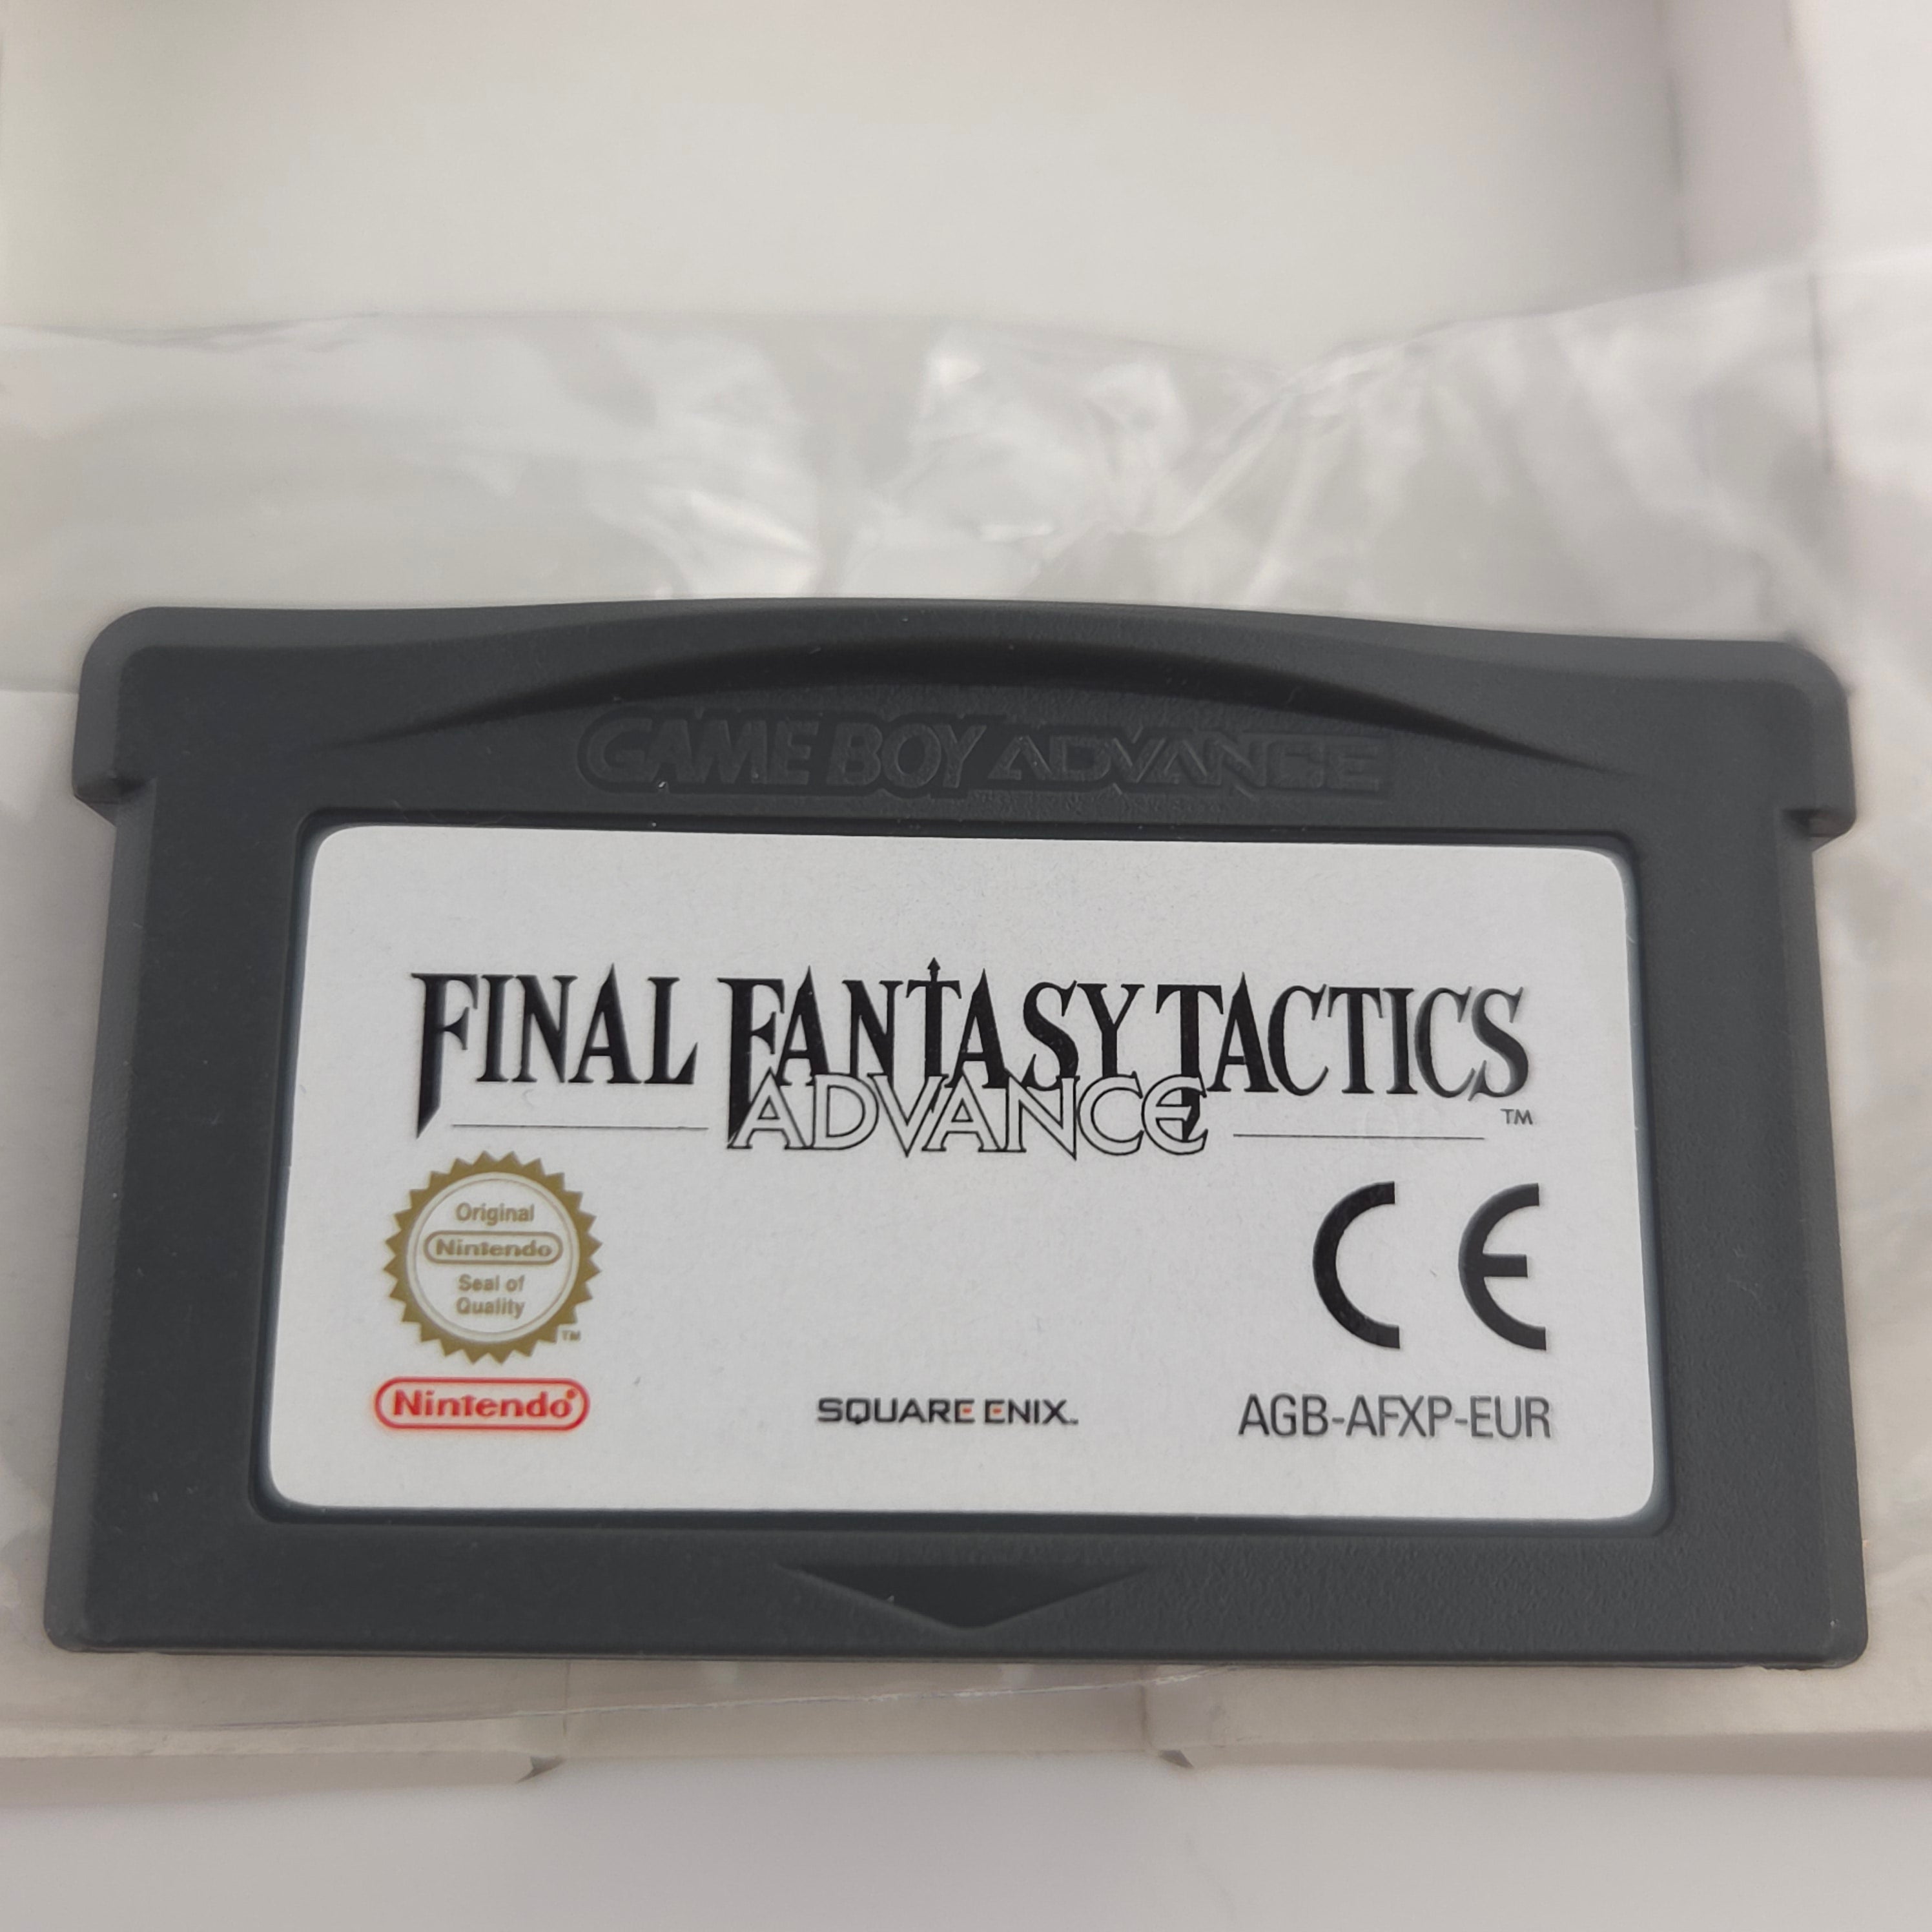 GAME BOY ADVANCE
FINAL FANTASY TACTICS
ADVANCE
TM
Original
Nintendo
Seal of
Quality
TM
Nintendo®
SQUARE ENIX™
CE
AGB-AFXP-EUR